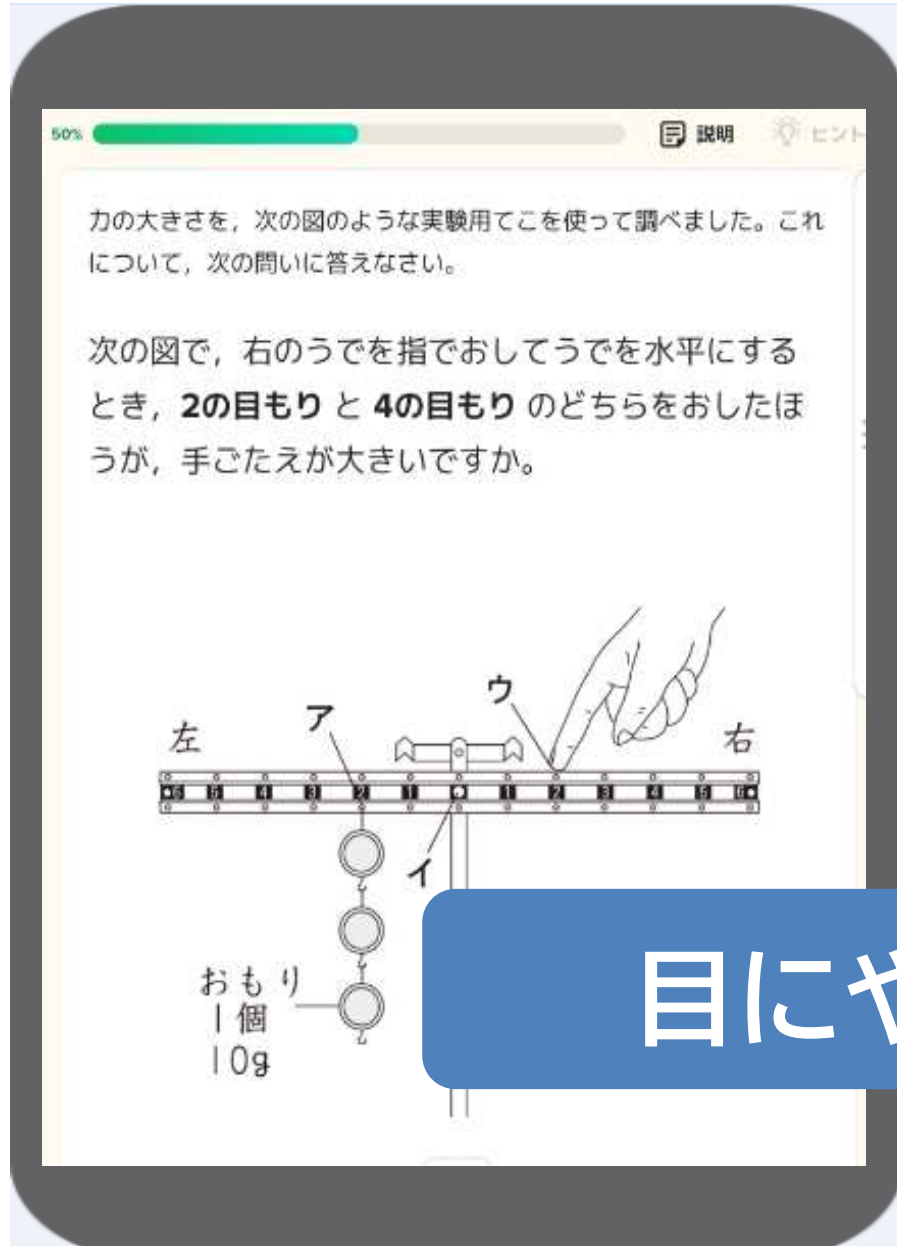 50%
説明
ヒント
力の大きさを，次の図のような実験用てこを使って調べました。これ
について，次の問いに答えなさい。
次の図で，右のうでを指でおしてうでを水平にする
とき，2の目もり と 4の目もり のどちらをおしたほ
うが，手ごたえが大きいですか。
ア
ウ
左
右
6 5 4 3 2 1 1 2 3 4 5 6
イ
おもり
1個
10g
目にや